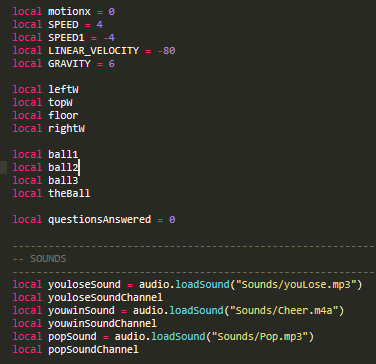 local motionx = 0
local SPEED = 4
local SPEED1 = -4
local LINEAR_VELOCITY = -80
local GRAVITY = 6
local leftW
local topW
local floor
local rightW
local ball1
local ball2
local ball3
local theBall
local questionsAnswered = 0
-----------------------------------------------------------
-- SOUNDS
-----------------------------------------------------------
local youloseSound = audio.loadSound("Sounds/youLose.mp3")
local youloseSoundChannel
local youwinSound = audio.loadSound("Sounds/Cheer.m4a")
local youwinSoundChannel
local popSound = audio.loadSound("Sounds/Pop.mp3")
local popSoundChannel